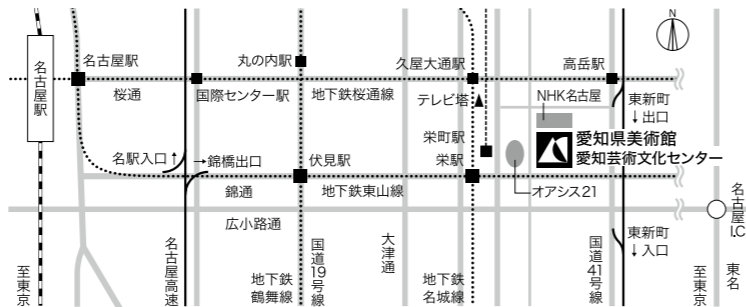 N
名古屋駅
名古屋駅
丸の内駅
久屋大通駅
高岳駅
桜通
国際センター駅
地下鉄桜通線
テレビ塔
NHK名古屋
東新町
↓出口
栄町駅
愛知県美術館
愛知芸術文化センター
名駅入口↑
→錦橋出口
伏見駅
栄駅
錦通
地下鉄東山線
オアシス21
広小路通
名古屋I.C
名古屋高速
国道19号線
大津通
国道41号線
東新町
↓入口
東名
至東京
地下鉄
鶴舞線
地下鉄
名城線
至東京